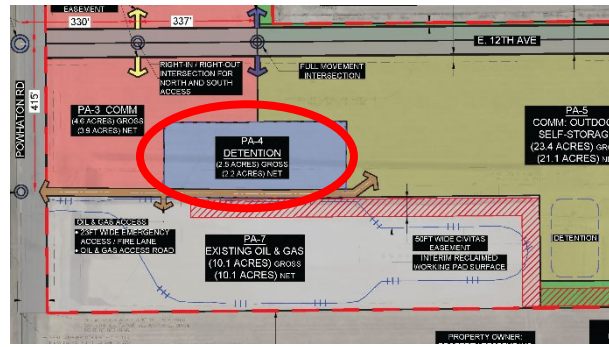 EASEMENT
330'
337'
E. 12TH AVE
RIGHT-IN / RIGHT-OUT
INTERSECTION FOR
NORTH AND SOUTH
ACCESS
FULL MOVEMENT
INTERSECTION
POWHATON RD
415'
PA-3 COMM
(4.6 ACRES) GROSS
(3.9 ACRES) NET
PA-4
DETENTION
(2.5 ACRES) GROSS
(2.2 ACRES) NET
PA-5
COMM: OUTDOO
SELF-STORAG
(23.4 ACRES) GRO
(21.1 ACRES) NE
OIL & GAS ACCESS
• 23FT WIDE EMERGENCY
ACCESS / FIRE LANE
• OIL & GAS ACCESS ROAD
PA-7
EXISTING OIL & GAS
(10.1 ACRES) GROSS
(10.1 ACRES) NET
50FT WIDE CIVITAS
EASEMENT
INTERIM RECLAIMED
WORKING PAD SURFACE
DETENTION
PROPERTY OWNER: